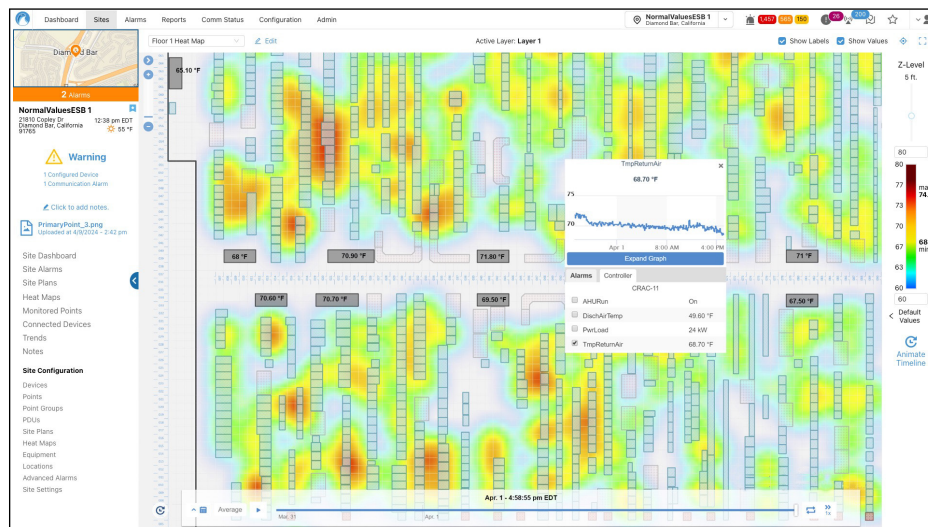 Dashboard Sites Alarms Reports Comm Status Configuration Admin
NormalValuesESB 1
Diamond Bar, California
1,457 565 150
26
200
Diamond Bar
2 Alarms
NormalValuesESB 1
21810 Copley Dr
Diamond Bar, California
91765
12:38 pm EDT
55 °F
Warning
1 Configured Device
1 Communication Alarm
Click to add notes.
PrimaryPoint_3.png
Uploaded at 4/9/2024 - 2:42 pm
Site Dashboard
Site Alarms
Site Plans
Heat Maps
Monitored Points
Connected Devices
Trends
Notes
Site Configuration
Devices
Points
Point Groups
PDUs
Site Plans
Heat Maps
Equipment
Locations
Advanced Alarms
Site Settings
Floor 1 Heat Map
Edit
Active Layer: Layer 1
Show Labels
Show Values
65.10 °F
68 °F
70.90 °F
71.80 °F
71 °F
70.60 °F
70.70 °F
69.50 °F
67.50 °F
TmpReturnAir
68.70 °F
75
70
Apr 1 8:00 AM 4:00 PM
Expand Graph
Alarms Controller
CRAC-11
AHURun On
DischAirTemp 49.60 °F
PwrLoad 24 kW
TmpReturnAir 68.70 °F
Z-Level
5 ft.
80
80
77
73
70
67
63
60
60
Default
Values
Animate
Timeline
Apr. 1 - 4:58:55 pm EDT
Average
Mar. 31
Apr. 1
1x